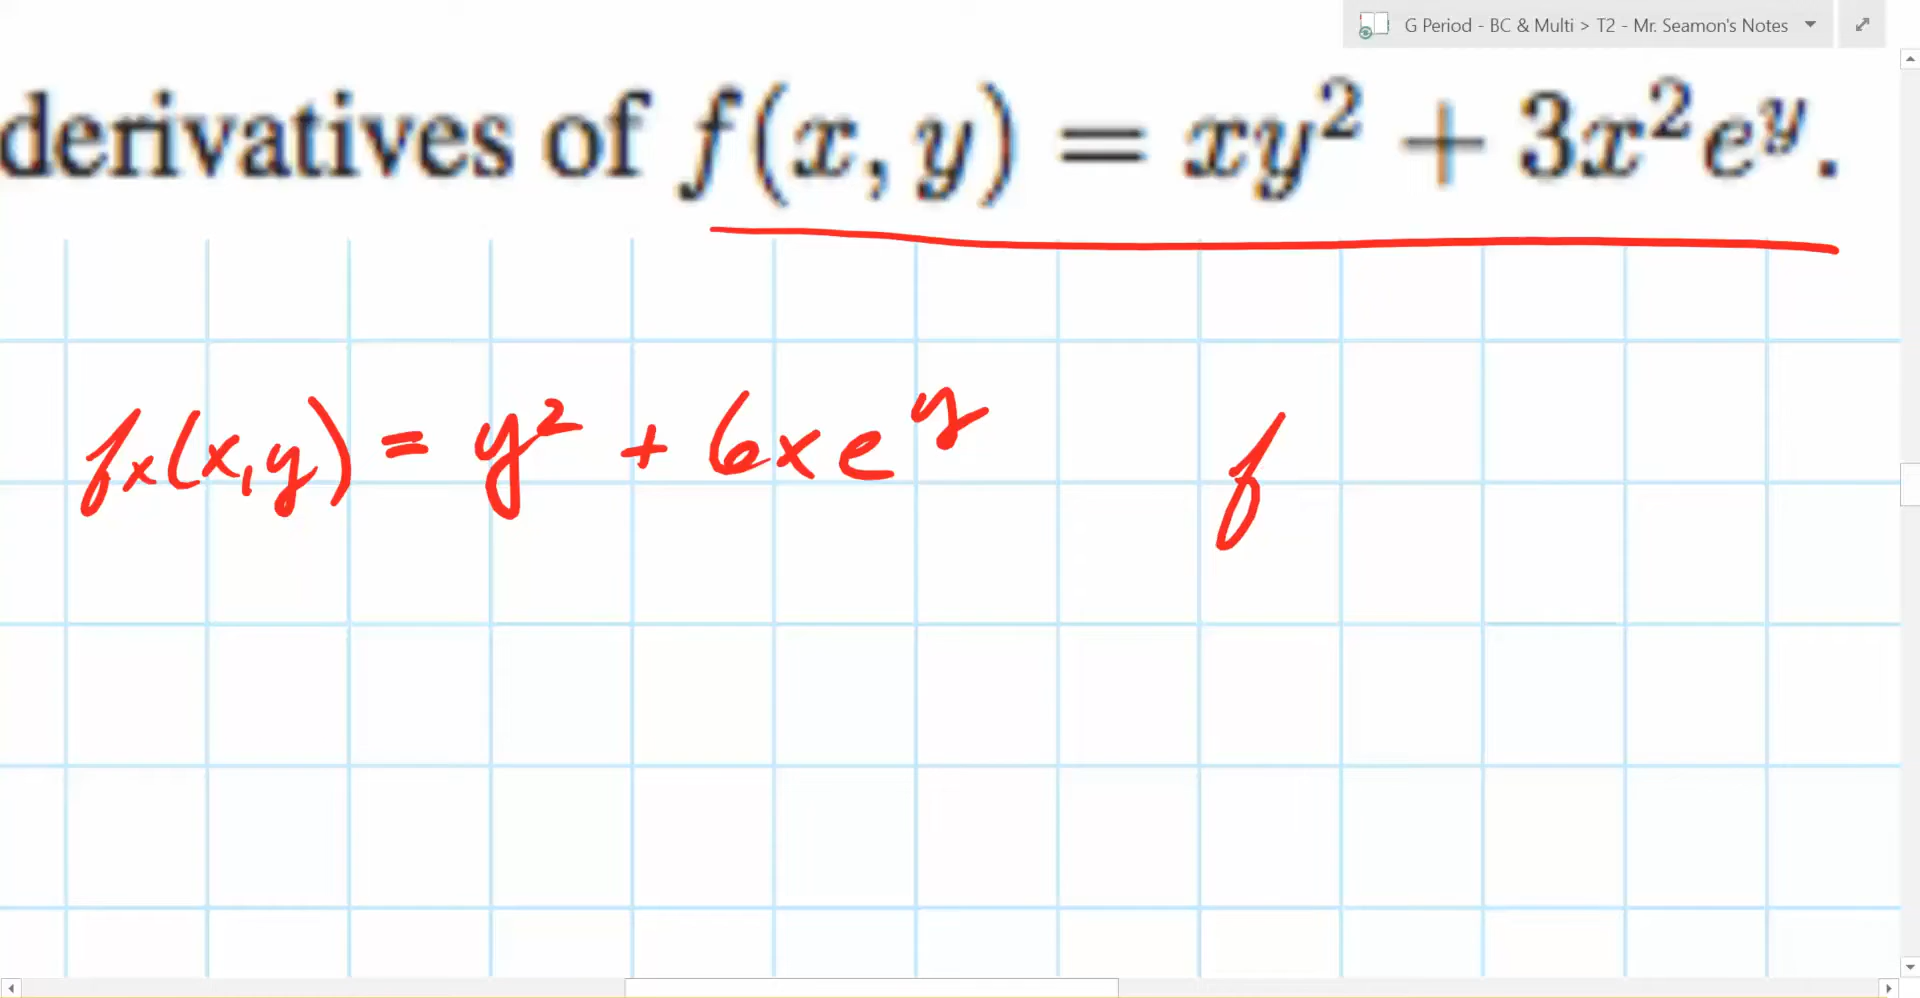 G Period - BC & Multi > T2 - Mr. Seamon's Notes
derivatives of f(x, y) = xy² + 3x²eʸ.
fx(x,y) = y² + 6xeʸ f